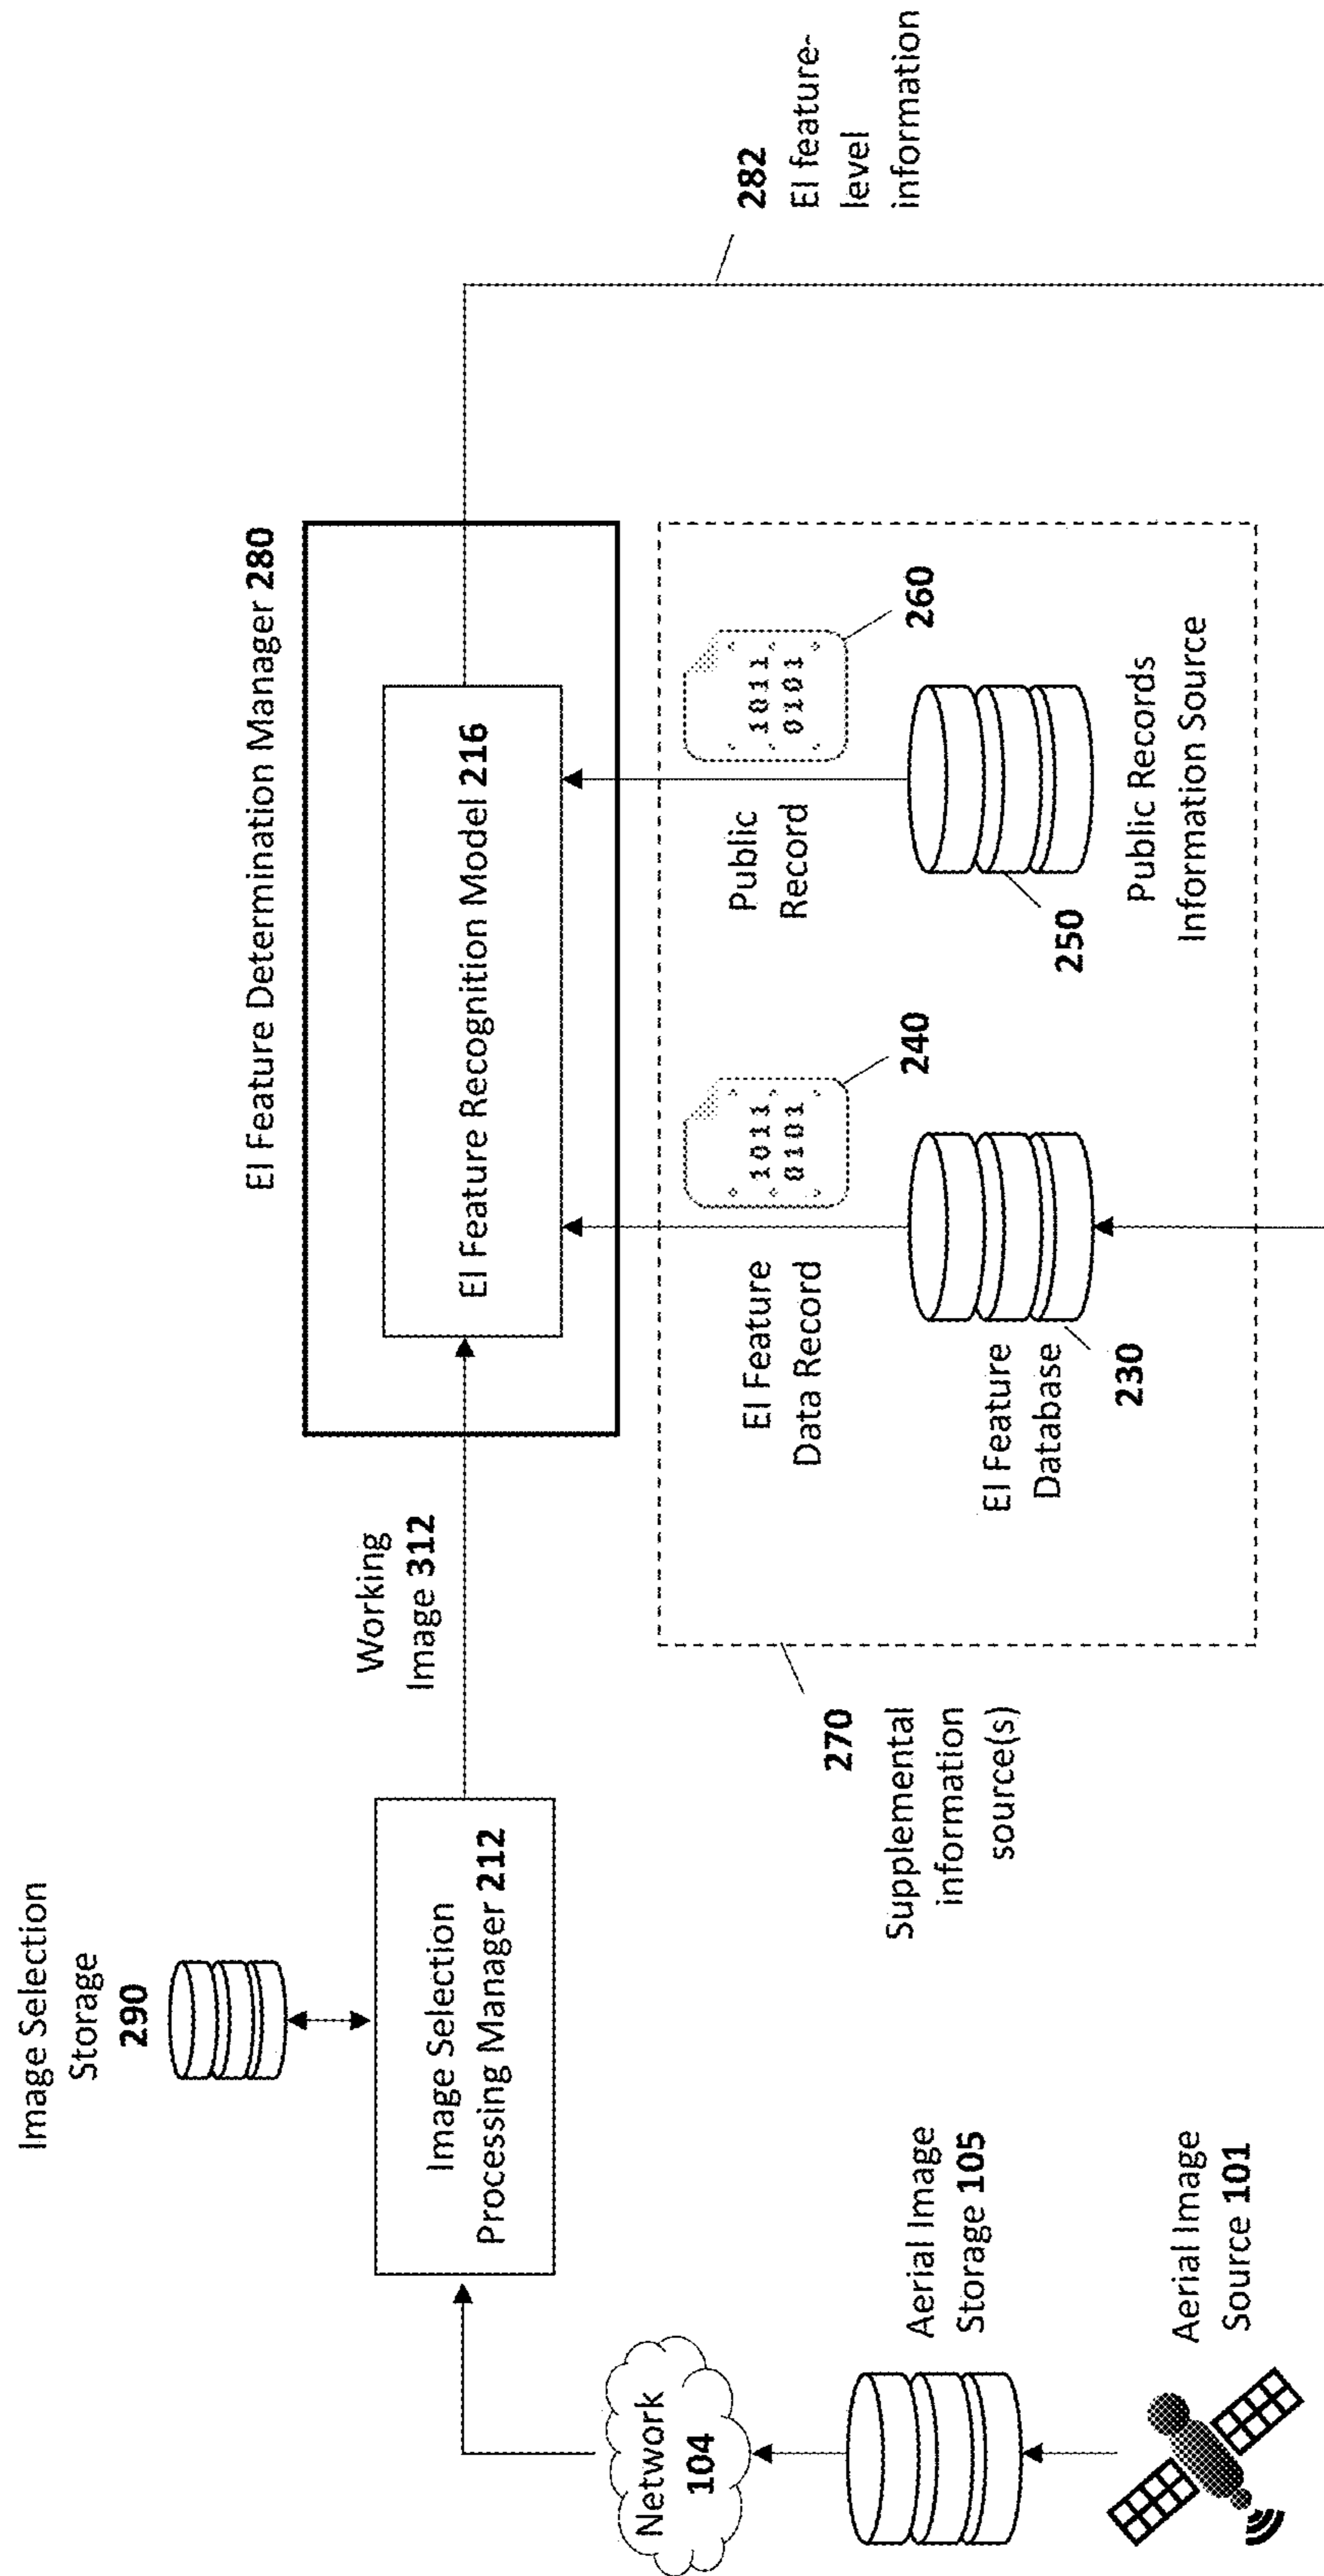 Image Selection
Storage
290
Image Selection
Processing Manager 212
Network
104
Aerial Image
Storage 105
Aerial Image
Source 101
Working
Image 312
EI Feature Determination Manager 280
EI Feature Recognition Model 216
282
EI feature-
level
information
270
Supplemental
information
source(s)
EI Feature
Data Record
1011
0101
240
EI Feature
Database
230
Public
Record
1011
0101
260
250
Public Records
Information Source